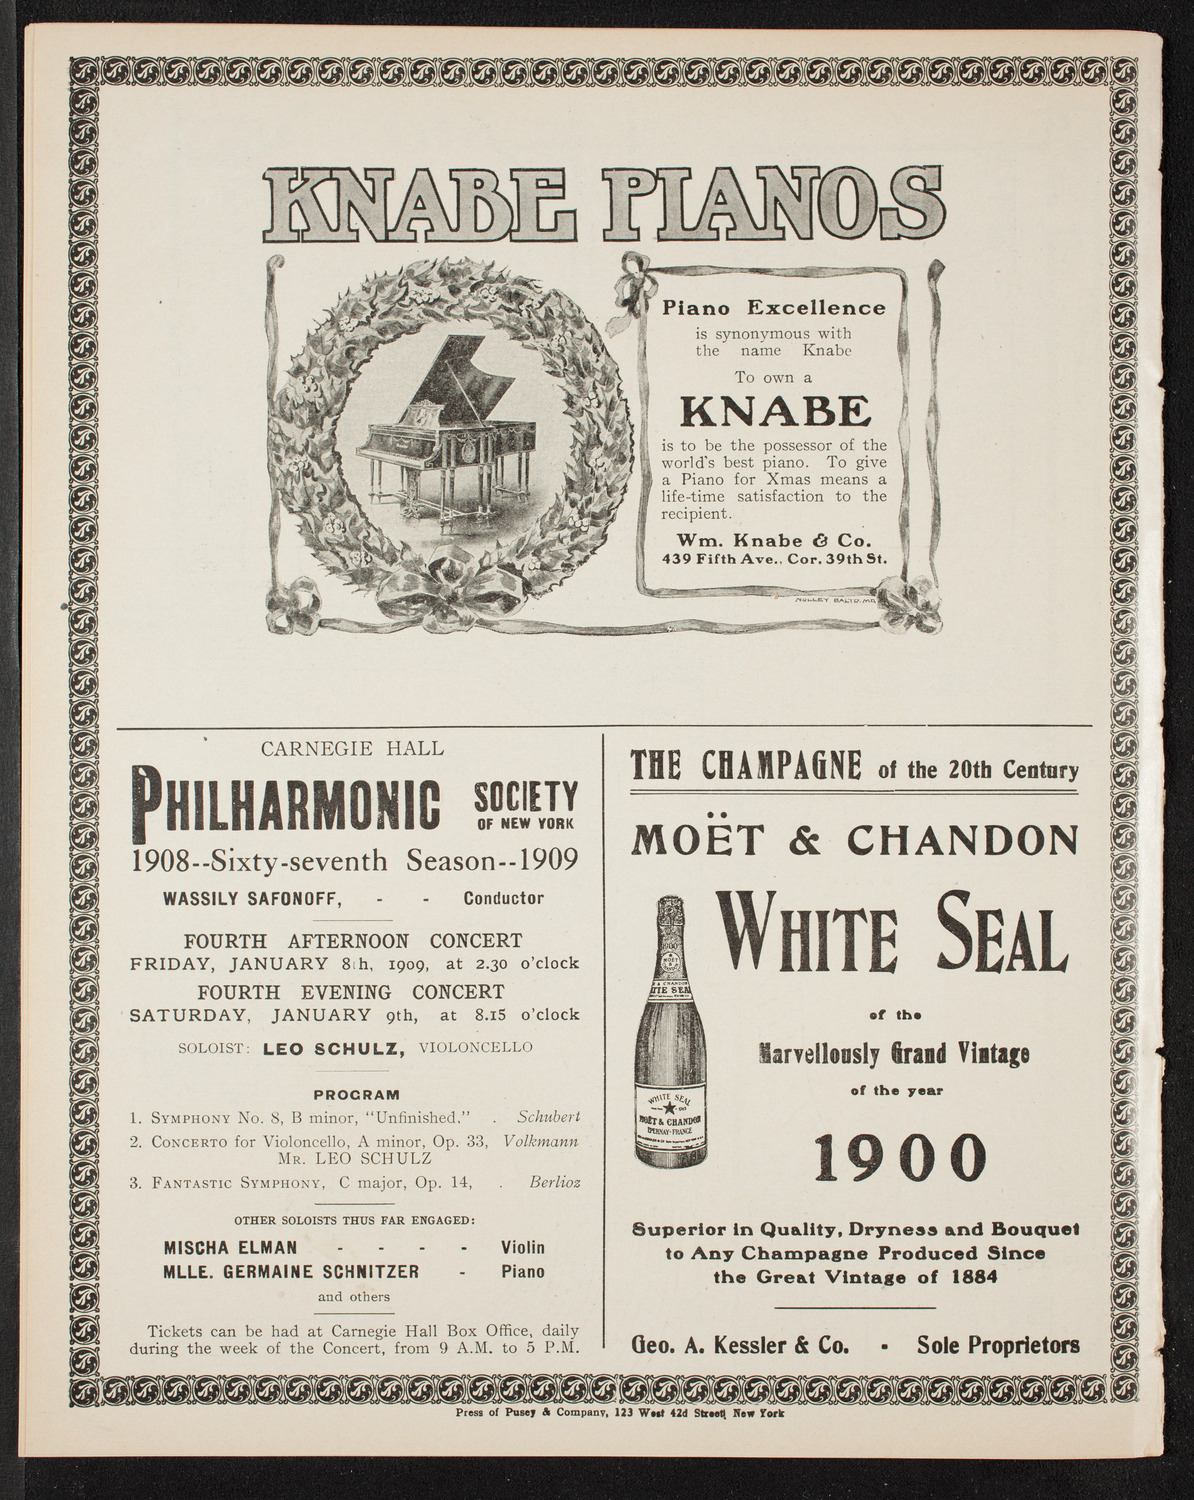 KNABE PIANOS
Piano Excellence
is synonymous with
the name Knabe
To own a
KNABE
is to be the possessor of the
world's best piano. To give
a Piano for Xmas means a
life-time satisfaction to the
recipient.
Wm. Knabe & Co.
439 Fifth Ave., Cor. 39th St.
CARNEGIE HALL
PHILHARMONIC SOCIETY
OF NEW YORK
1908--Sixty-seventh Season--1909
WASSILY SAFONOFF, - - Conductor
FOURTH AFTERNOON CONCERT
FRIDAY, JANUARY 8th, 1909, at 2.30 o'clock
FOURTH EVENING CONCERT
SATURDAY, JANUARY 9th, at 8.15 o'clock
SOLOIST: LEO SCHULZ, VIOLONCELLO
PROGRAM
1. SYMPHONY No. 8, B minor, "Unfinished," . Schubert
2. CONCERTO for Violoncello, A minor, Op. 33, Volkmann
MR. LEO SCHULZ
3. FANTASTIC SYMPHONY, C major, Op. 14, . Berlioz
OTHER SOLOISTS THUS FAR ENGAGED:
MISCHA ELMAN - - - - Violin
MLLE. GERMAINE SCHNITZER - Piano
and others
Tickets can be had at Carnegie Hall Box Office, daily
during the week of the Concert, from 9 A.M. to 5 P.M.
THE CHAMPAGNE of the 20th Century
MOËT & CHANDON
WHITE SEAL
of the
Marvellously Grand Vintage
of the year
1900
WHITE SEAL
MOËT & CHANDON
EPERNAY-FRANCE
Superior in Quality, Dryness and Bouquet
to Any Champagne Produced Since
the Great Vintage of 1884
Geo. A. Kessler & Co. - Sole Proprietors
Press of Pusey & Company, 123 West 42d Street, New York